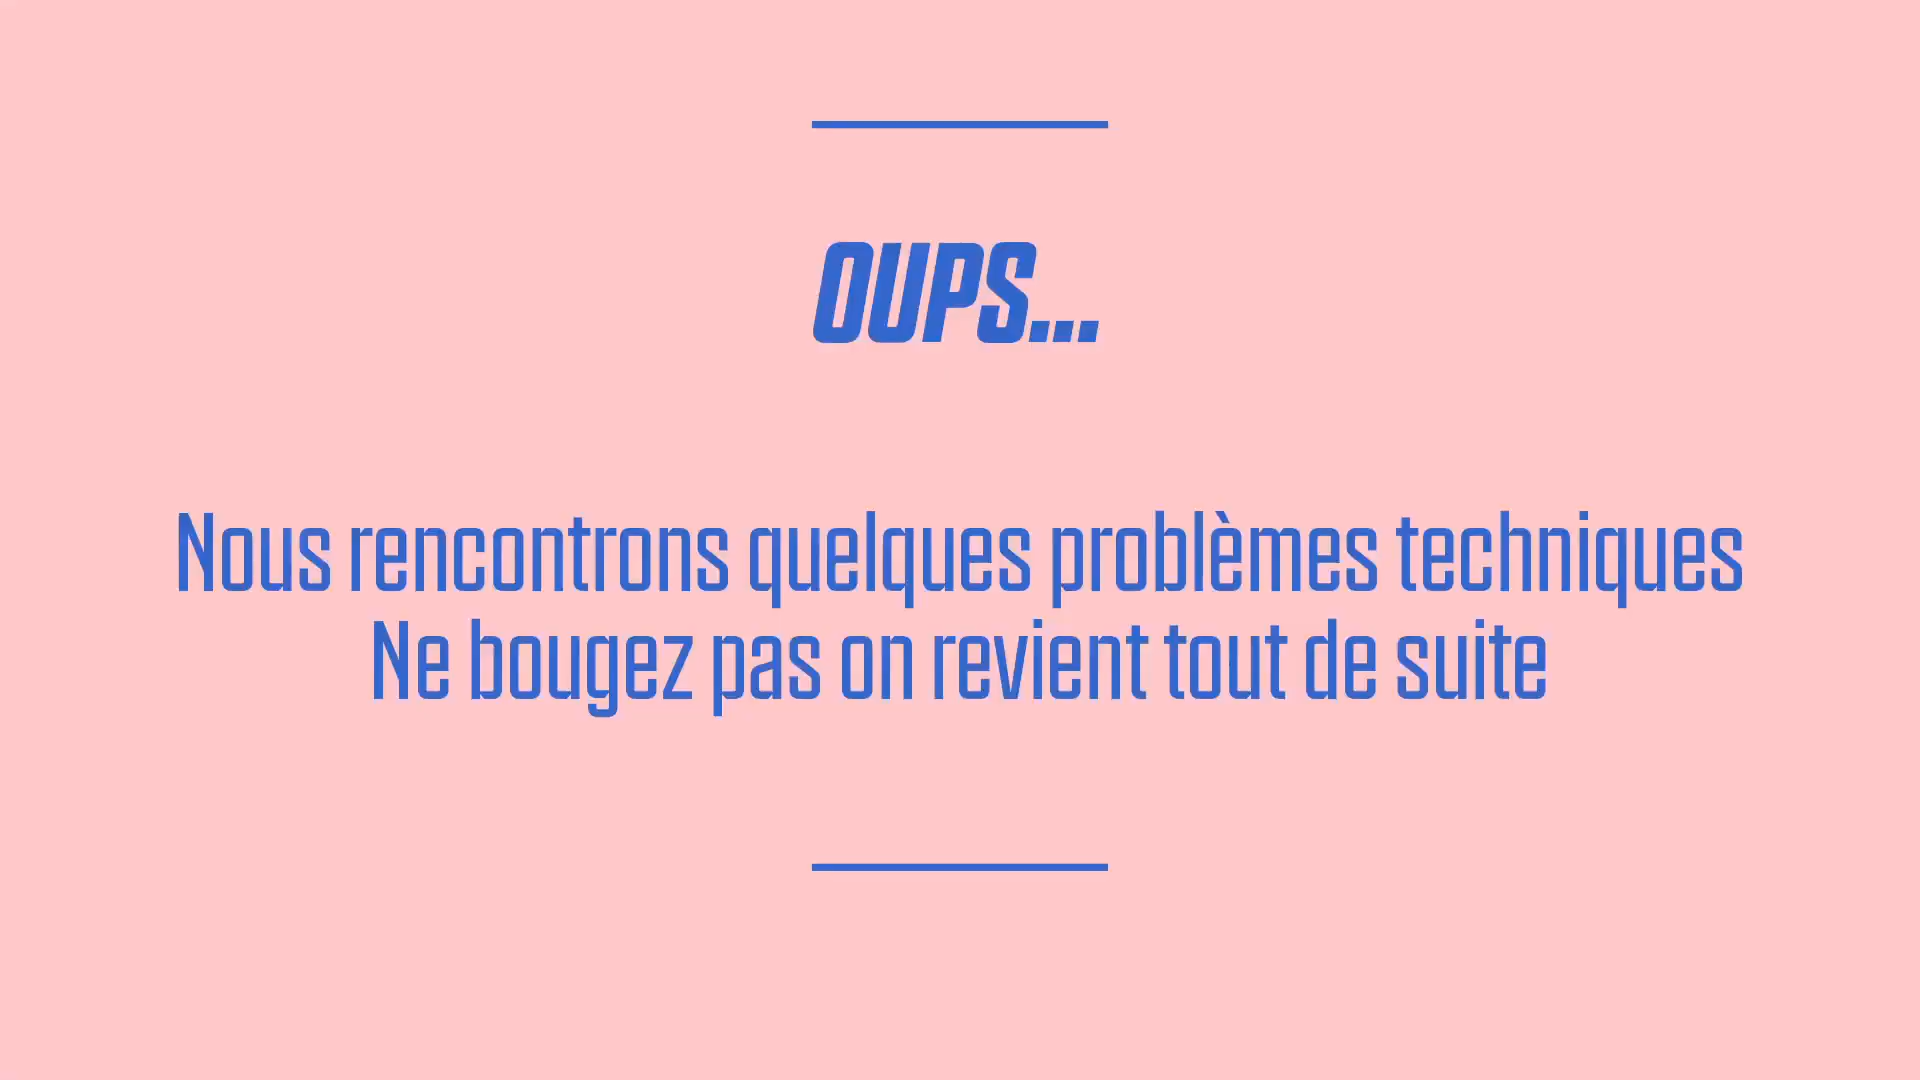 OUPS...
Nous rencontrons quelques problèmes techniques
Ne bougez pas on revient tout de suite